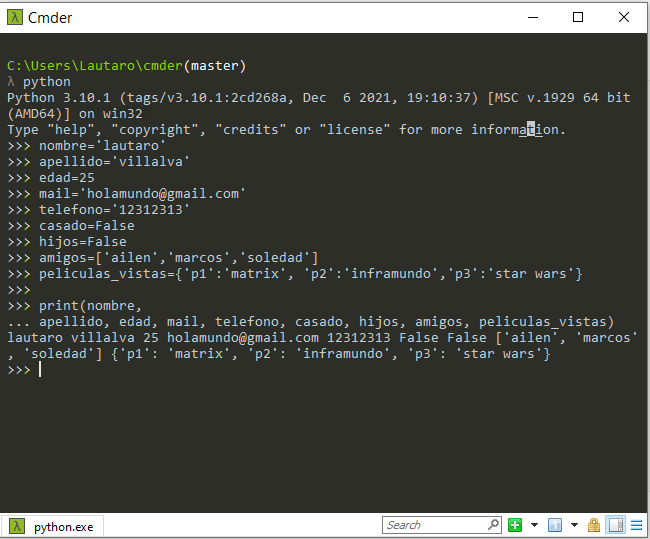 Cmder
C:\Users\Lautaro\cmder(master)
λ python
Python 3.10.1 (tags/v3.10.1:2cd268a, Dec  6 2021, 19:10:37) [MSC v.1929 64 bit
(AMD64)] on win32
Type "help", "copyright", "credits" or "license" for more information.
>>> nombre='lautaro'
>>> apellido='villalva'
>>> edad=25
>>> mail='holamundo@gmail.com'
>>> telefono='12312313'
>>> casado=False
>>> hijos=False
>>> amigos=['ailen','marcos','soledad']
>>> peliculas_vistas={'p1':'matrix', 'p2':'inframundo','p3':'star wars'}
>>>
>>> print(nombre,
... apellido, edad, mail, telefono, casado, hijos, amigos, peliculas_vistas)
lautaro villalva 25 holamundo@gmail.com 12312313 False False ['ailen', 'marcos'
, 'soledad'] {'p1': 'matrix', 'p2': 'inframundo', 'p3': 'star wars'}
>>>
λ python.exe
Search